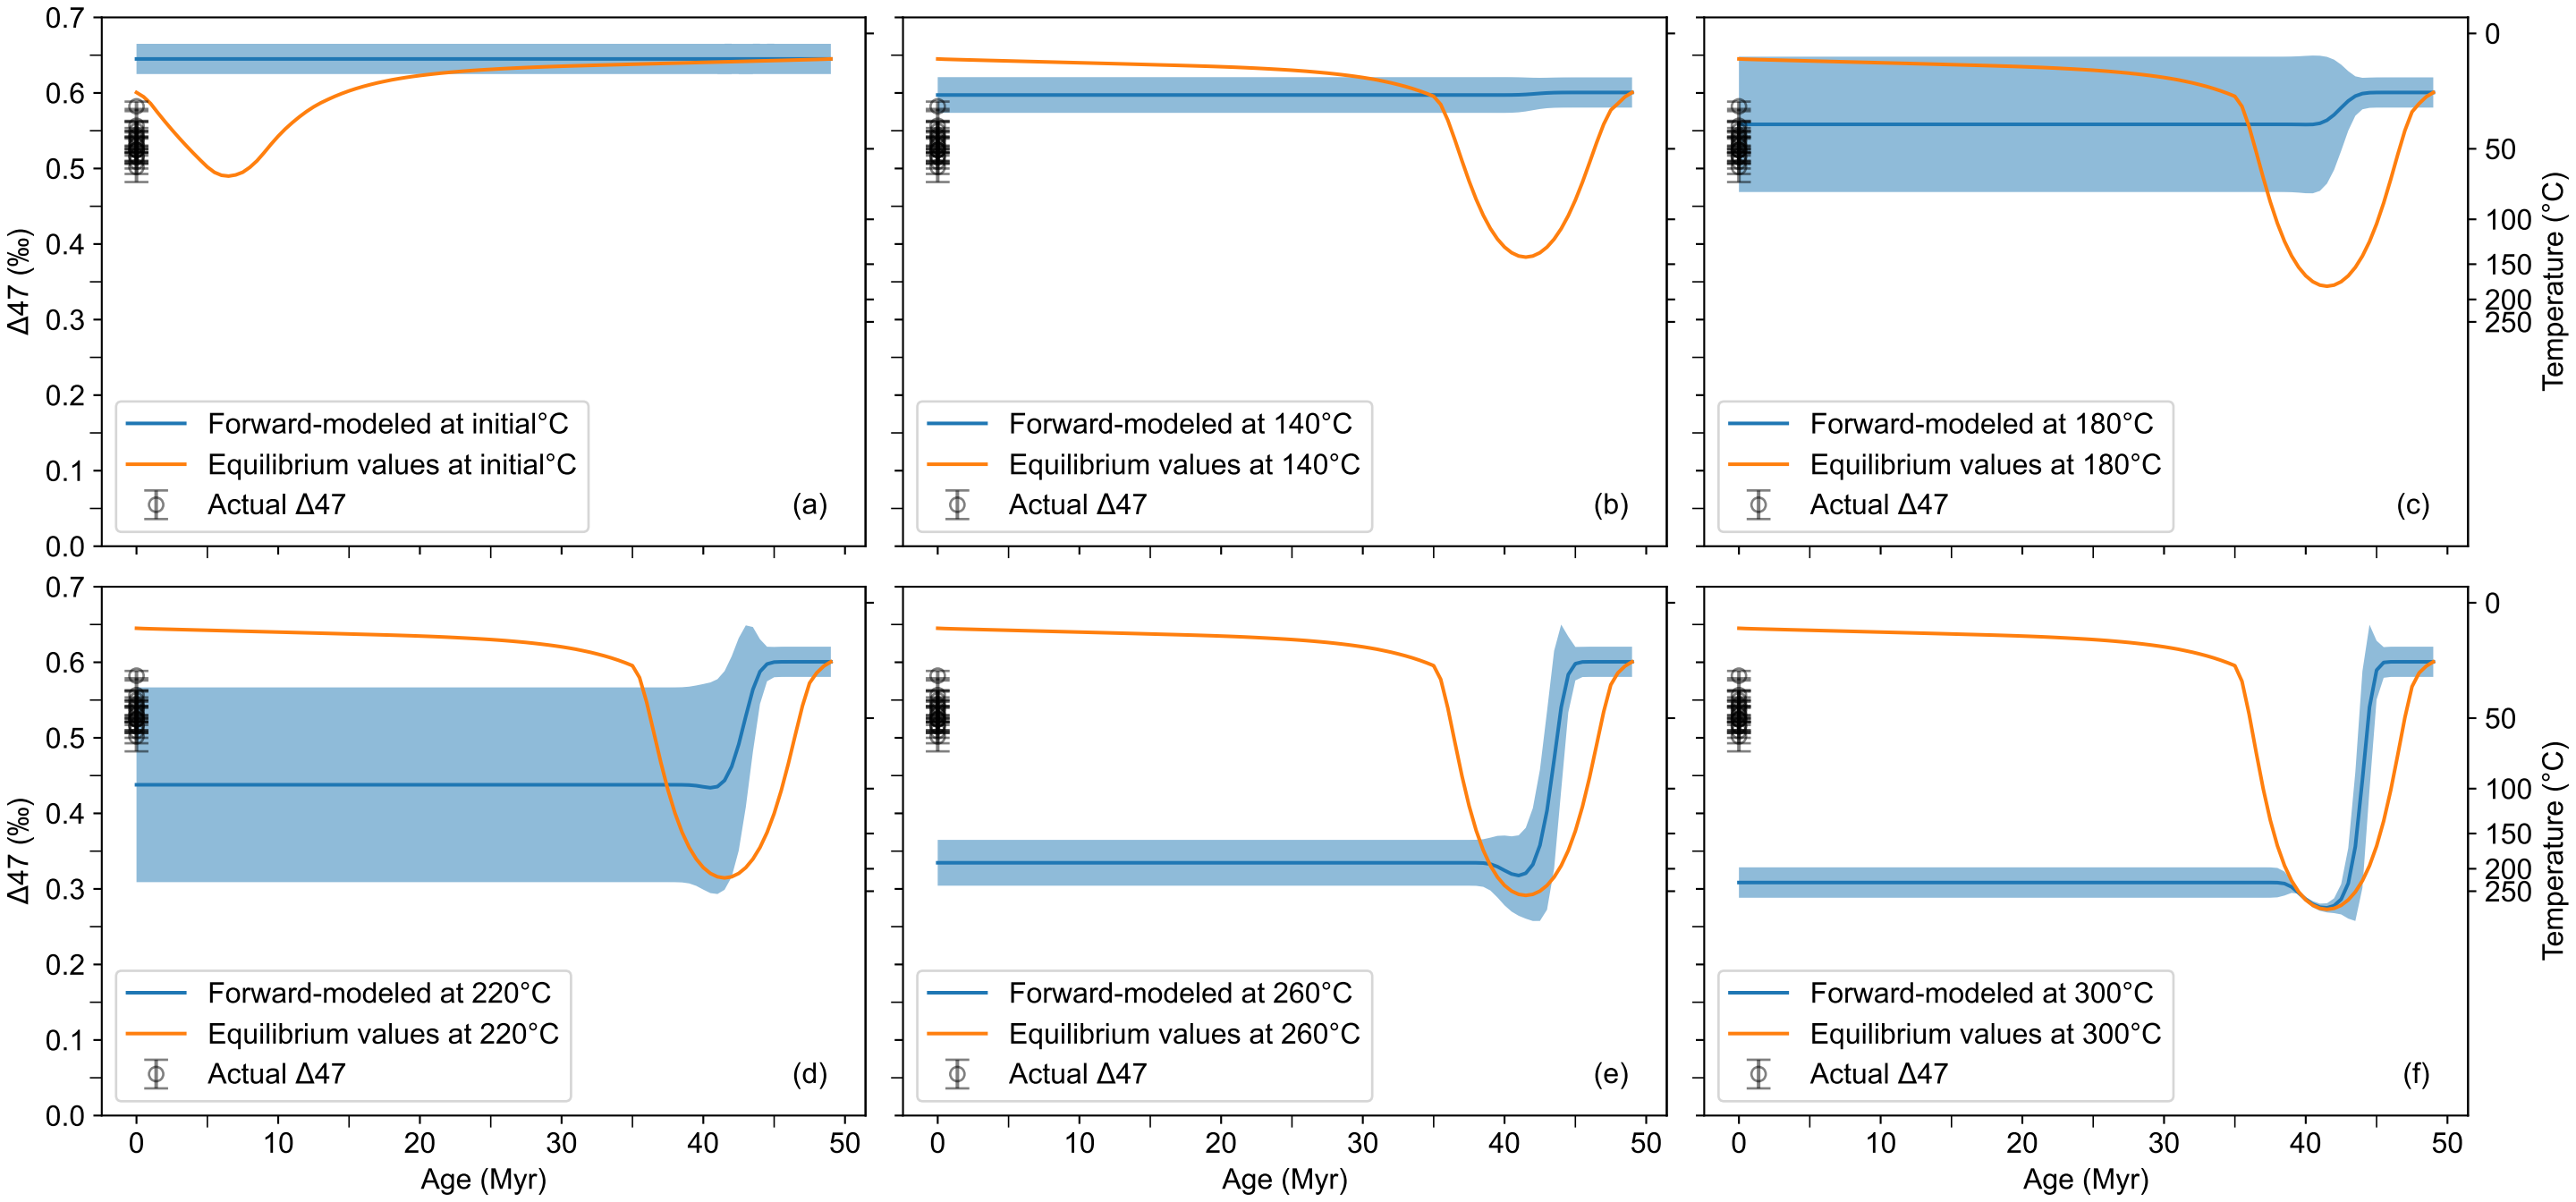 0.7
0.6
0.5
0.4
0.3
0.2
0.1
0.0
Δ47 (‰)
Forward-modeled at initial°C
Equilibrium values at initial°C
Actual Δ47
(a)
Forward-modeled at 140°C
Equilibrium values at 140°C
Actual Δ47
(b)
Forward-modeled at 180°C
Equilibrium values at 180°C
Actual Δ47
(c)
0
50
100
150
200
250
Temperature (°C)
0.7
0.6
0.5
0.4
0.3
0.2
0.1
0.0
Δ47 (‰)
Forward-modeled at 220°C
Equilibrium values at 220°C
Actual Δ47
(d)
0 10 20 30 40 50
Age (Myr)
Forward-modeled at 260°C
Equilibrium values at 260°C
Actual Δ47
(e)
0 10 20 30 40 50
Age (Myr)
Forward-modeled at 300°C
Equilibrium values at 300°C
Actual Δ47
(f)
0 10 20 30 40 50
Age (Myr)
0
50
100
150
200
250
Temperature (°C)